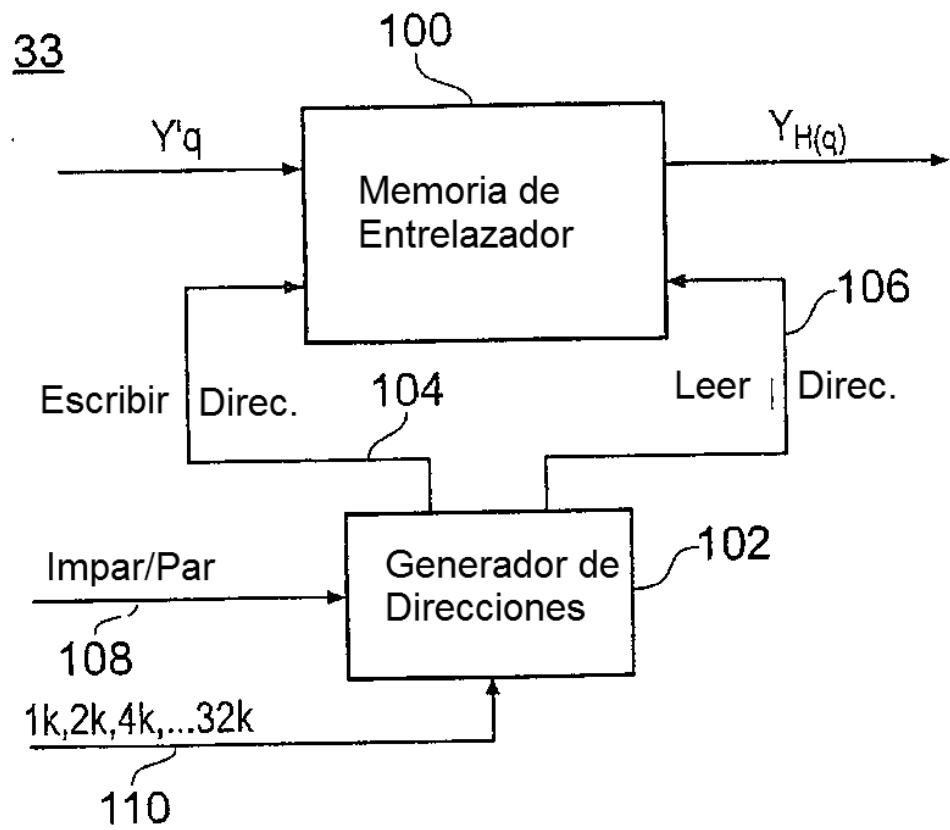 33
100
Y'q
Y_H(q)
Memoria de
Entrelazador
106
Escribir Direc.
104
Leer Direc.
Impar/Par
108
Generador de
Direcciones
102
1k,2k,4k,...32k
110